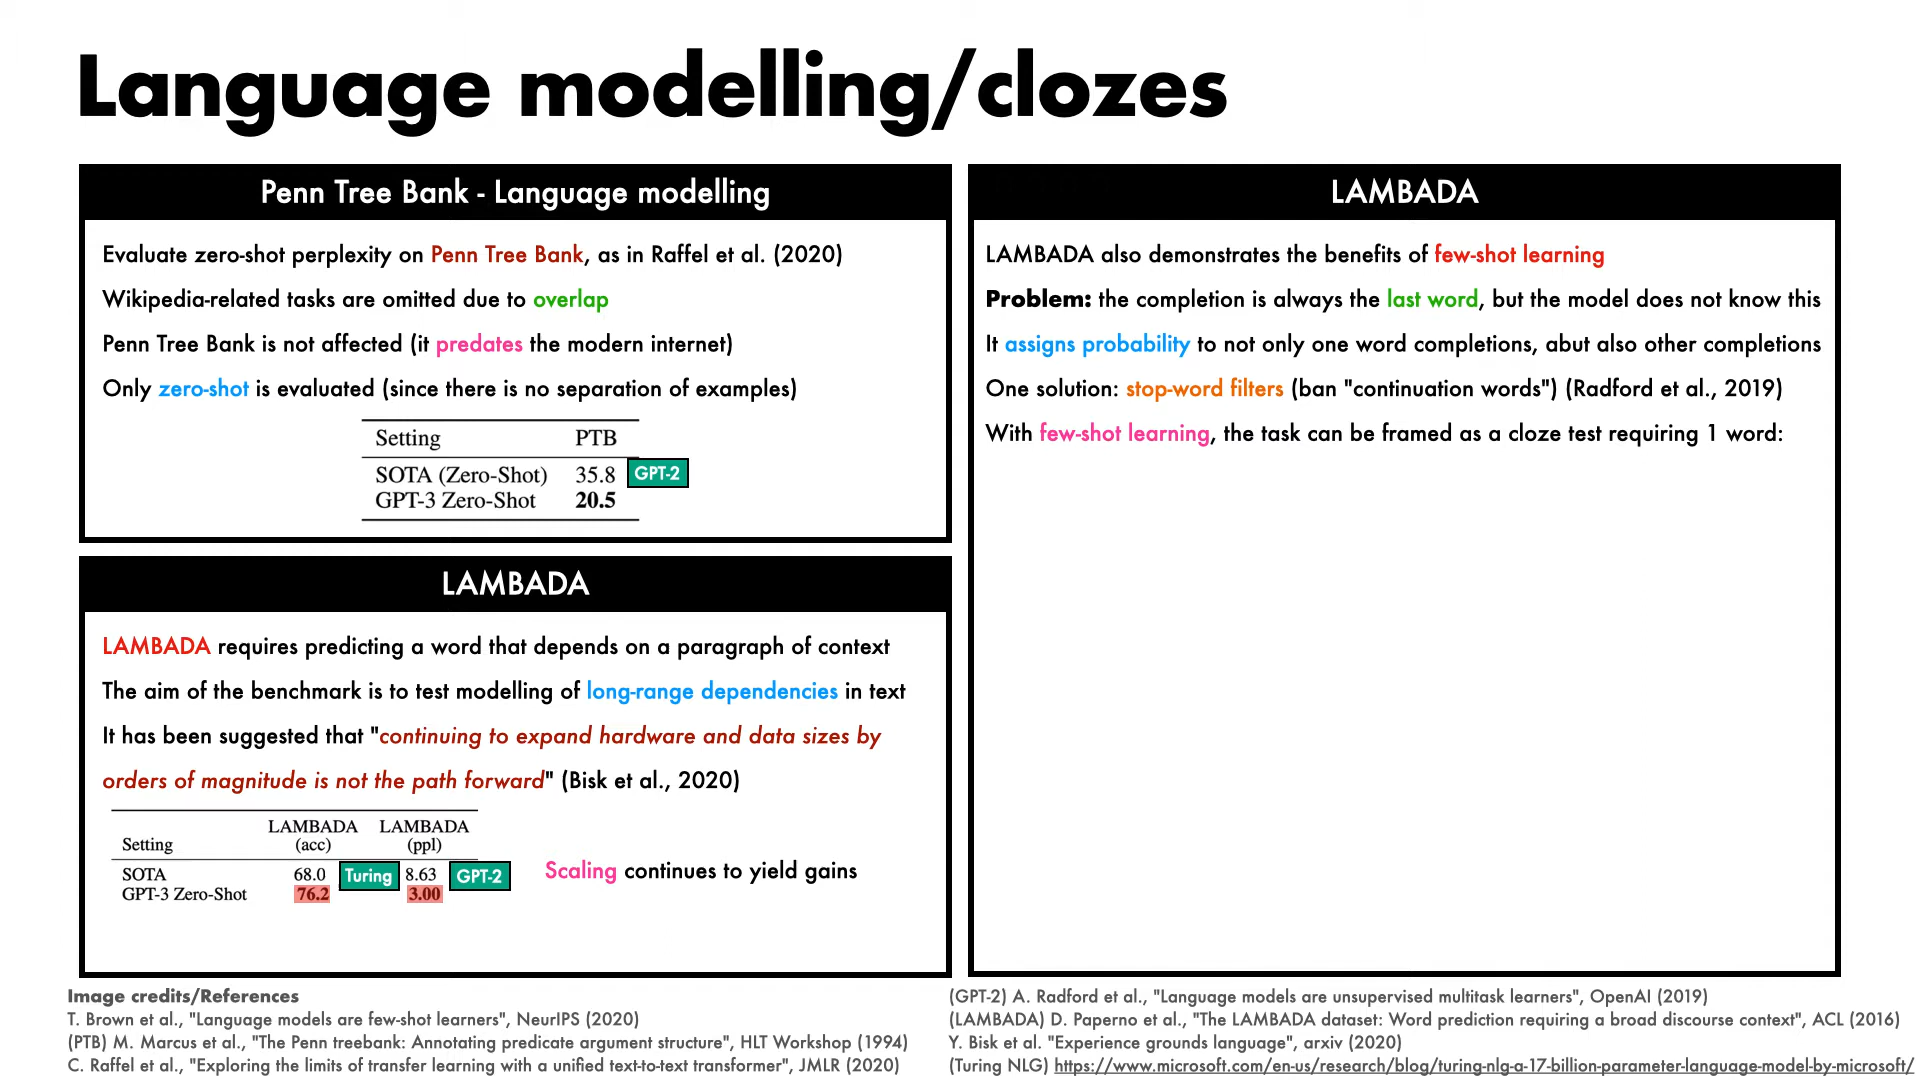 Language modelling/clozes
Penn Tree Bank - Language modelling
Evaluate zero-shot perplexity on Penn Tree Bank, as in Raffel et al. (2020)
Wikipedia-related tasks are omitted due to overlap
Penn Tree Bank is not affected (it predates the modern internet)
Only zero-shot is evaluated (since there is no separation of examples)
Setting PTB
SOTA (Zero-Shot) 35.8 GPT-2
GPT-3 Zero-Shot 20.5
LAMBADA
LAMBADA requires predicting a word that depends on a paragraph of context
The aim of the benchmark is to test modelling of long-range dependencies in text
It has been suggested that "continuing to expand hardware and data sizes by
orders of magnitude is not the path forward" (Bisk et al., 2020)
LAMBADA LAMBADA
Setting (acc) (ppl)
SOTA 68.0 Turing 8.63 GPT-2
GPT-3 Zero-Shot 76.2 3.00
Scaling continues to yield gains
LAMBADA
LAMBADA also demonstrates the benefits of few-shot learning
Problem: the completion is always the last word, but the model does not know this
It assigns probability to not only one word completions, abut also other completions
One solution: stop-word filters (ban "continuation words") (Radford et al., 2019)
With few-shot learning, the task can be framed as a cloze test requiring 1 word:
Image credits/References
T. Brown et al., "Language models are few-shot learners", NeurIPS (2020)
(PTB) M. Marcus et al., "The Penn treebank: Annotating predicate argument structure", HLT Workshop (1994)
C. Raffel et al., "Exploring the limits of transfer learning with a unified text-to-text transformer", JMLR (2020)
(GPT-2) A. Radford et al., "Language models are unsupervised multitask learners", OpenAI (2019)
(LAMBADA) D. Paperno et al., "The LAMBADA dataset: Word prediction requiring a broad discourse context", ACL (2016)
Y. Bisk et al. "Experience grounds language", arxiv (2020)
(Turing NLG) https://www.microsoft.com/en-us/research/blog/turing-nlg-a-17-billion-parameter-language-model-by-microsoft/